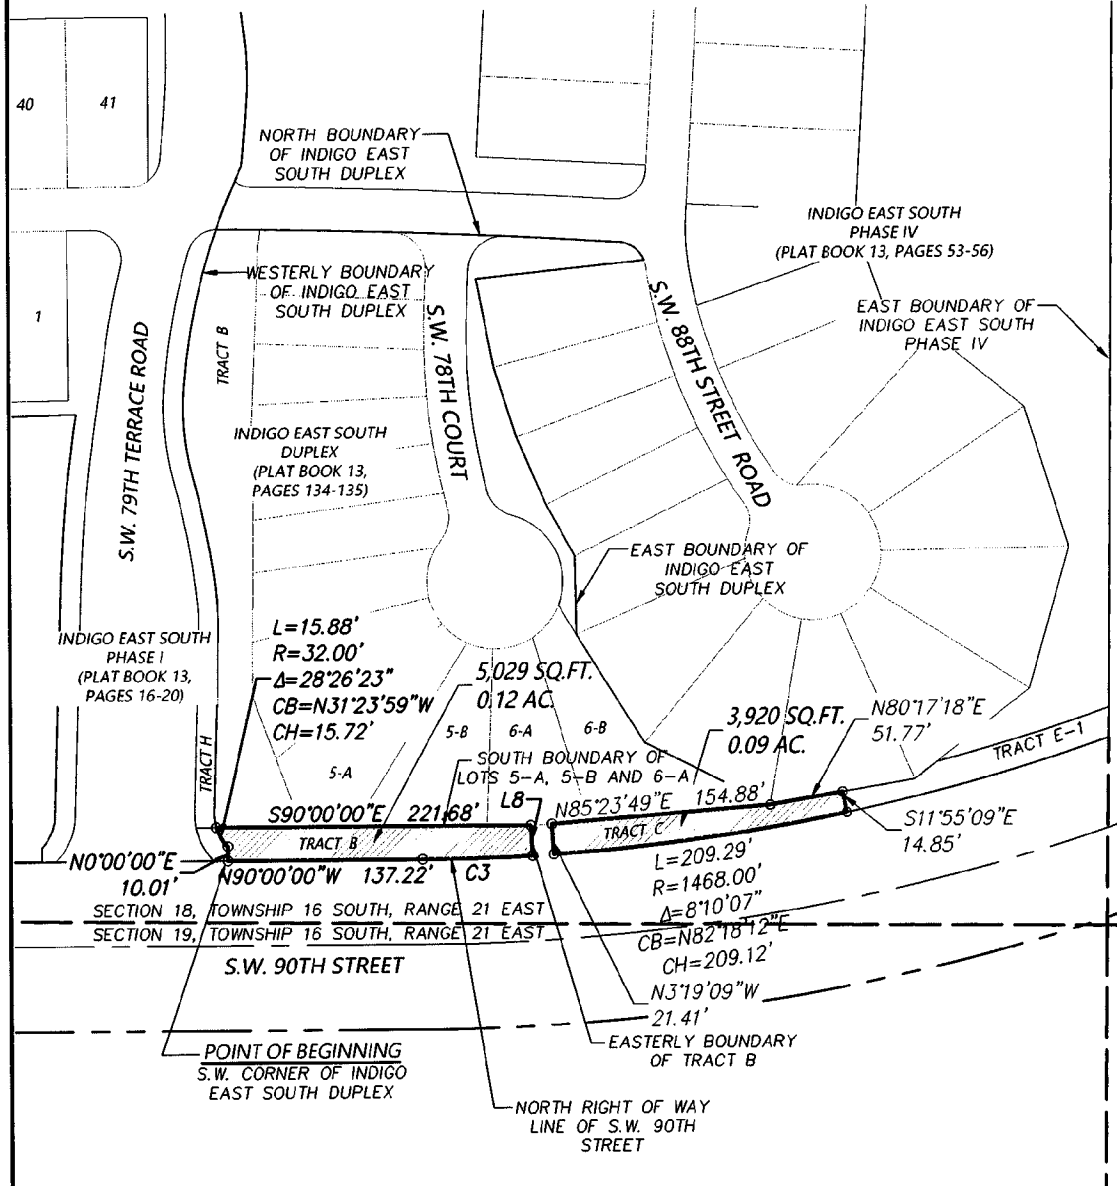 40
41
1
NORTH BOUNDARY
OF INDIGO EAST
SOUTH DUPLEX
INDIGO EAST SOUTH
PHASE IV
(PLAT BOOK 13, PAGES 53-56)
WESTERLY BOUNDARY
OF INDIGO EAST
SOUTH DUPLEX
EAST BOUNDARY OF
INDIGO EAST SOUTH
PHASE IV
TRACT B
S.W. 79TH TERRACE ROAD
S.W. 78TH COURT
S.W. 88TH STREET ROAD
INDIGO EAST SOUTH
DUPLEX
(PLAT BOOK 13,
PAGES 134-135)
EAST BOUNDARY OF
INDIGO EAST
SOUTH DUPLEX
INDIGO EAST SOUTH
PHASE I
(PLAT BOOK 13,
PAGES 16-20)
L=15.88'
R=32.00'
Δ=28°26'23"
CB=N31°23'59"W
CH=15.72'
5,029 SQ.FT.
0.12 AC.
3,920 SQ.FT.
0.09 AC.
N80°17'18"E
51.77'
TRACT E-1
TRACT H
5-A
5-B
6-A
6-B
SOUTH BOUNDARY OF
LOTS 5-A, 5-B AND 6-A
S90°00'00"E 221.68'
L8
N85°23'49"E 154.88'
S11°55'09"E
14.85'
TRACT B
TRACT C
N0°00'00"E
10.01'
N90°00'00"W 137.22' C3
L=209.29'
R=1468.00'
Δ=8°10'07"
CB=N82°18'12"E
CH=209.12'
SECTION 18, TOWNSHIP 16 SOUTH, RANGE 21 EAST
SECTION 19, TOWNSHIP 16 SOUTH, RANGE 21 EAST
S.W. 90TH STREET
N3°19'09"W
21.41'
EASTERLY BOUNDARY
OF TRACT B
POINT OF BEGINNING
S.W. CORNER OF INDIGO
EAST SOUTH DUPLEX
NORTH RIGHT OF WAY
LINE OF S.W. 90TH
STREET